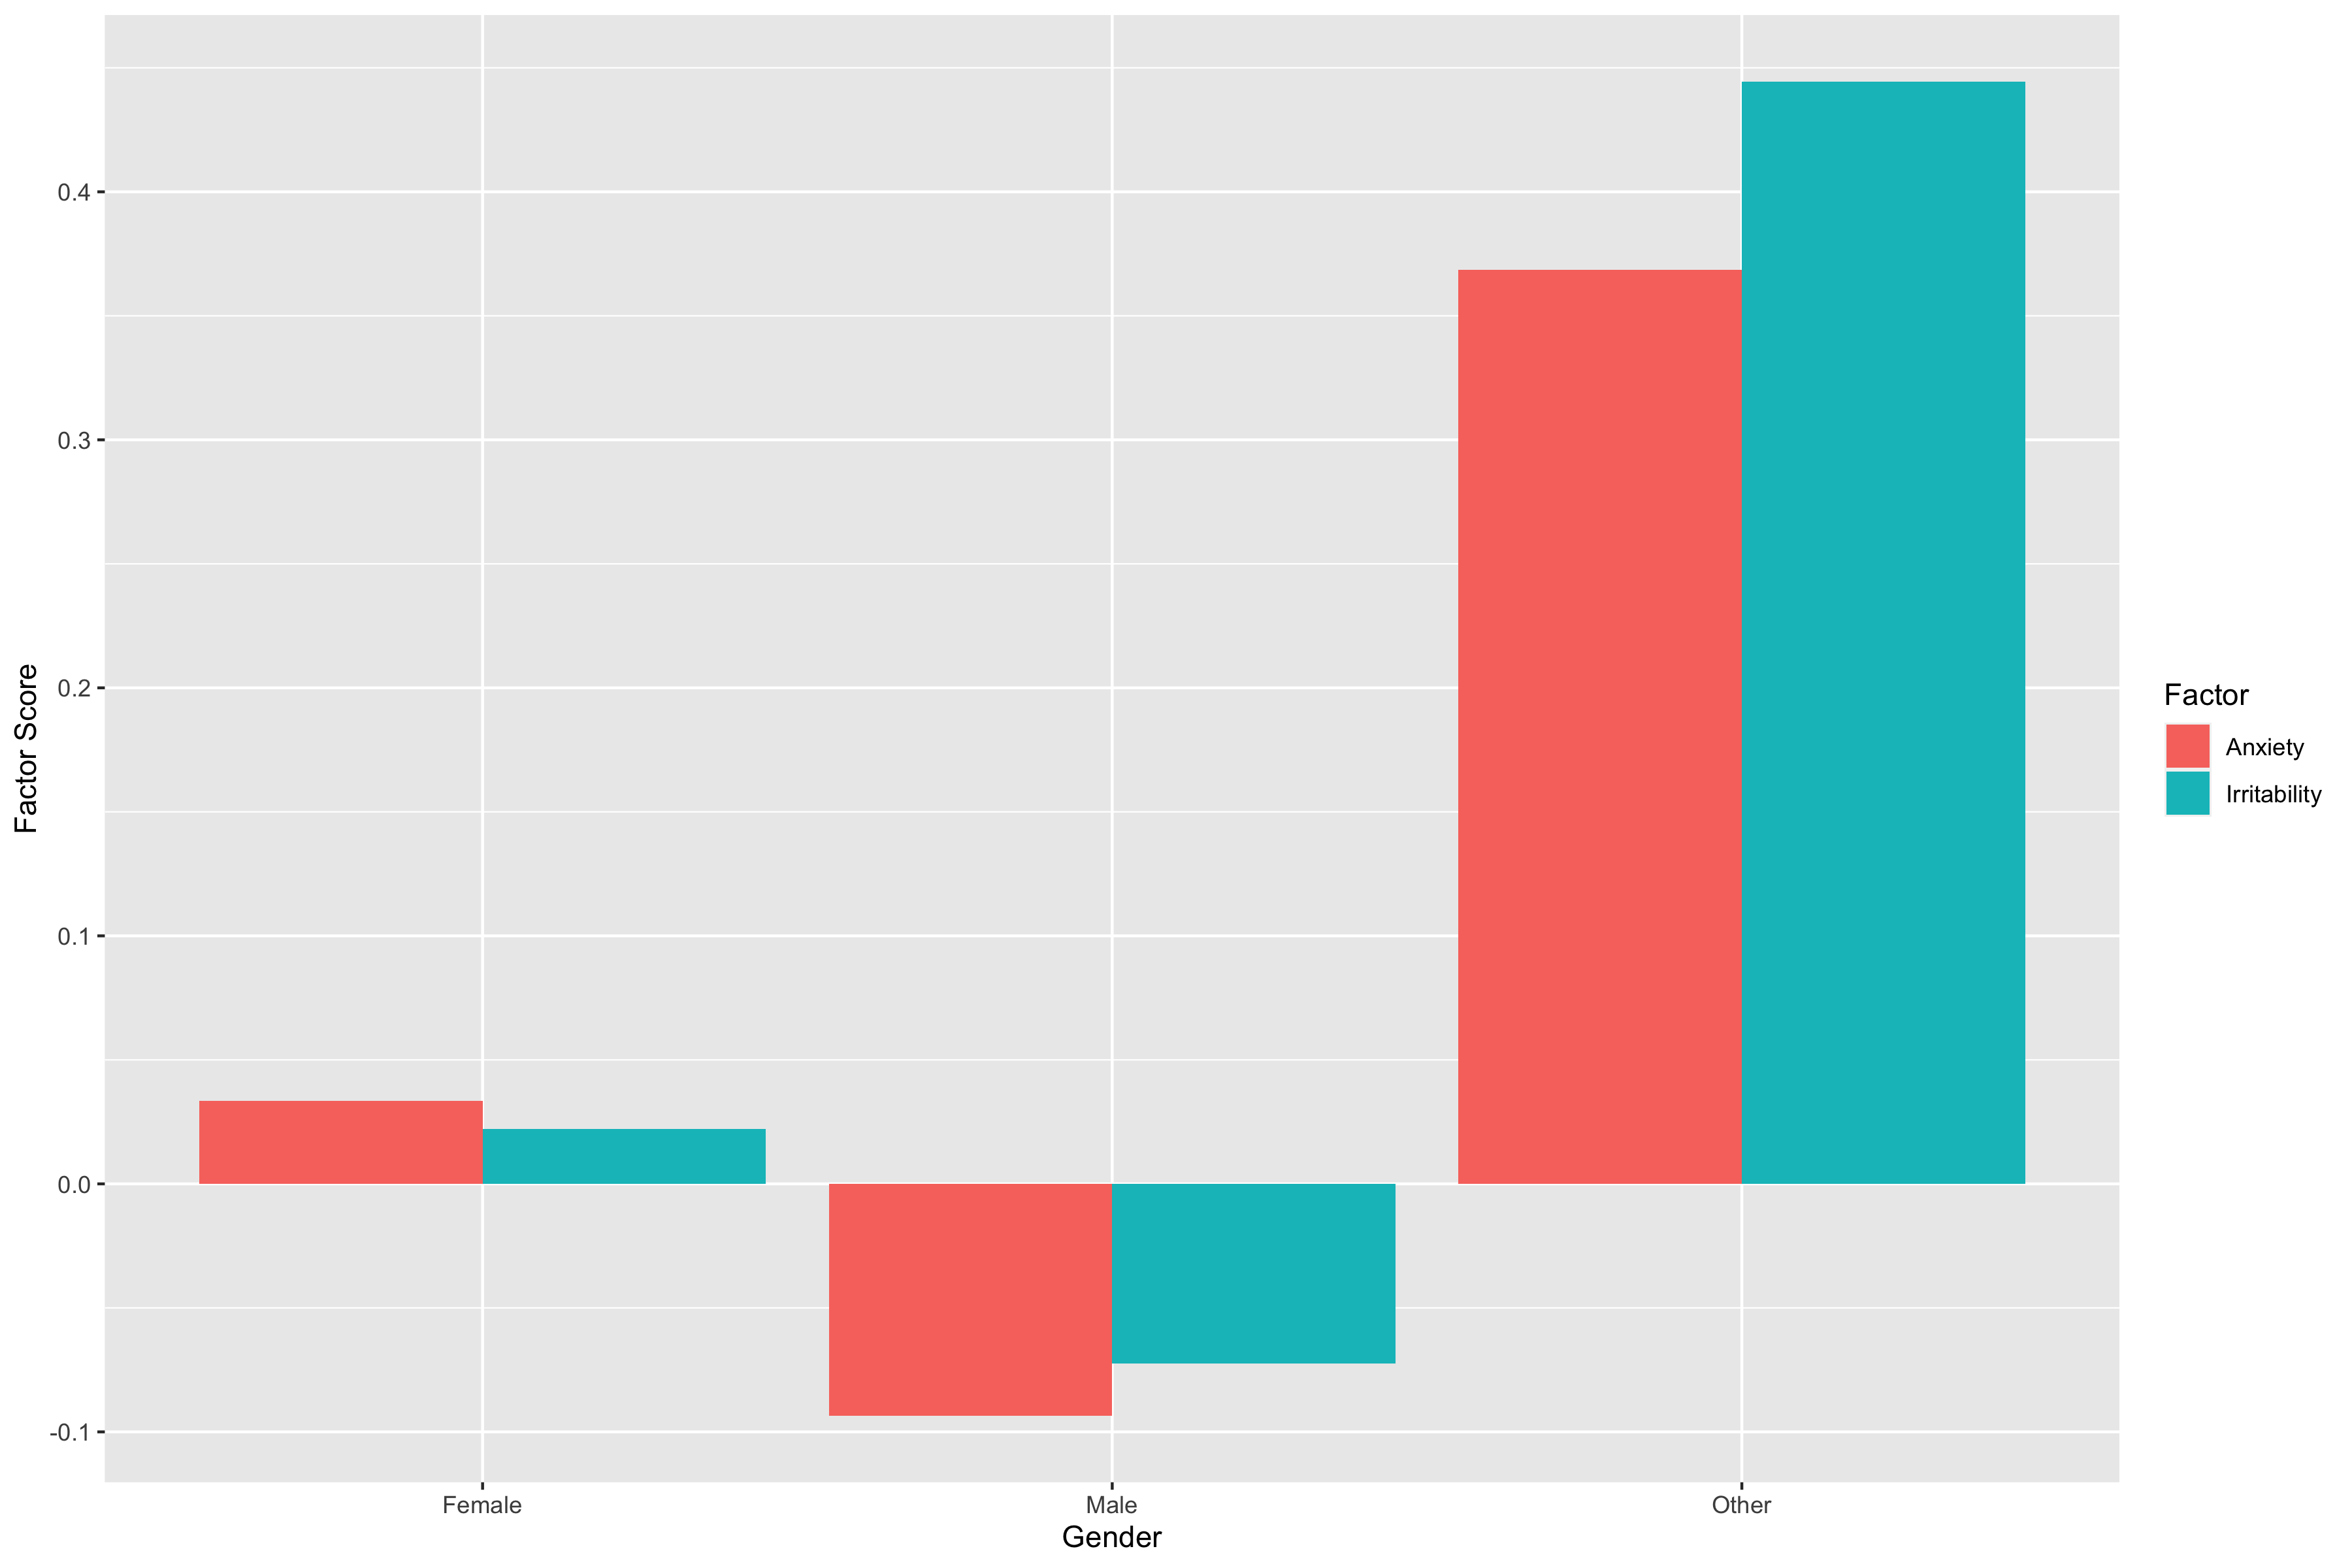 Factor Score
0.4
0.3
0.2
0.1
0.0
-0.1
Female
Male
Other
Gender
Factor
Anxiety
Irritability